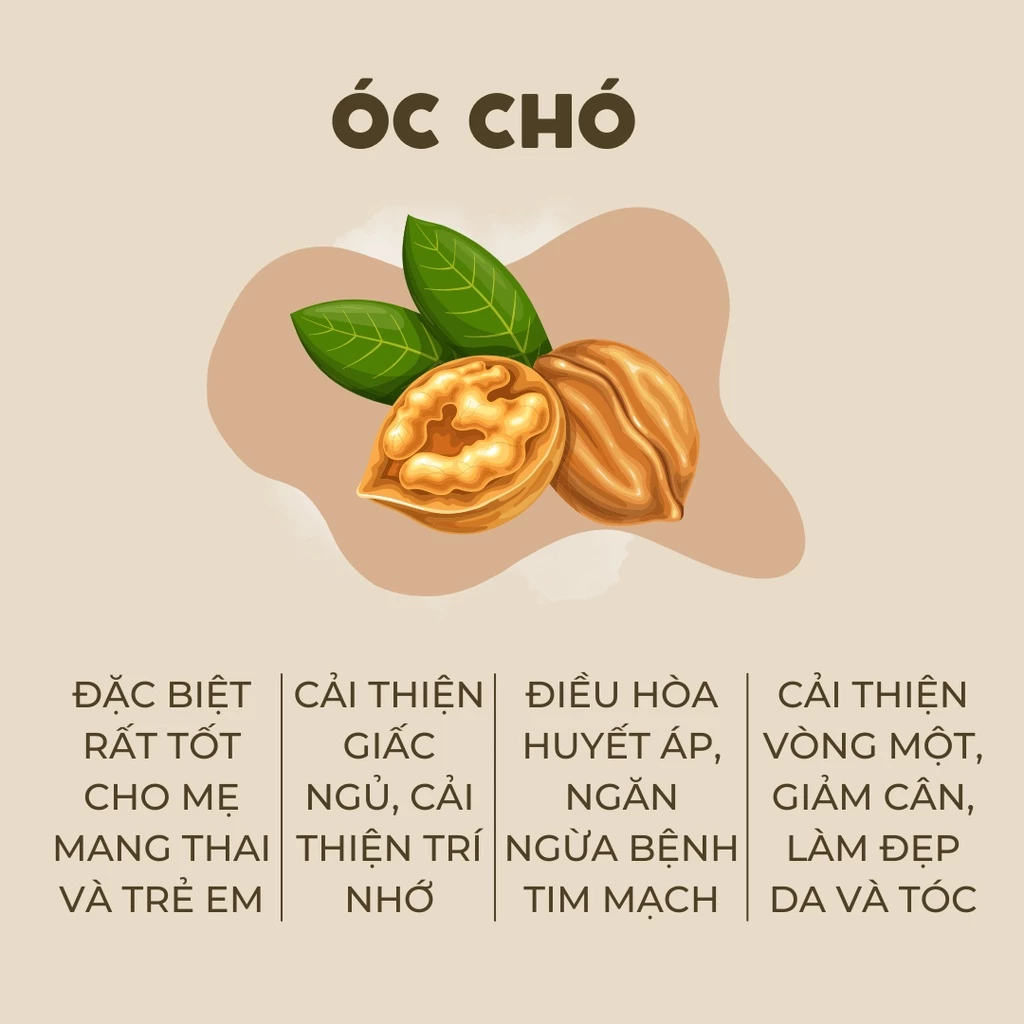 ÓC CHÓ
ĐẶC BIỆT
RẤT TỐT
CHO MẸ
MANG THAI
VÀ TRẺ EM
CẢI THIỆN
GIẤC
NGỦ, CẢI
THIỆN TRÍ
NHỚ
ĐIỀU HÒA
HUYẾT ÁP,
NGĂN
NGỪA BỆNH
TIM MẠCH
CẢI THIỆN
VÒNG MỘT,
GIẢM CÂN,
LÀM ĐẸP
DA VÀ TÓC